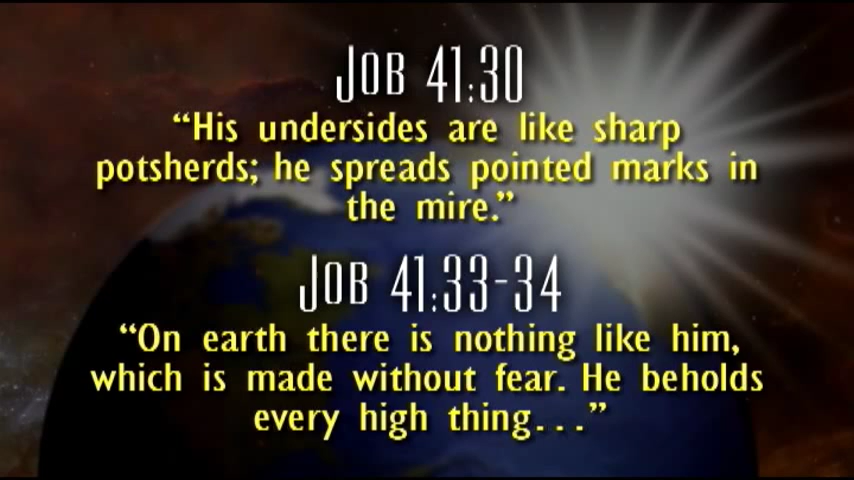 Job 41:30
“His undersides are like sharp
potsherds; he spreads pointed marks in
the mire.”
Job 41:33-34
“On earth there is nothing like him,
which is made without fear. He beholds
every high thing...”